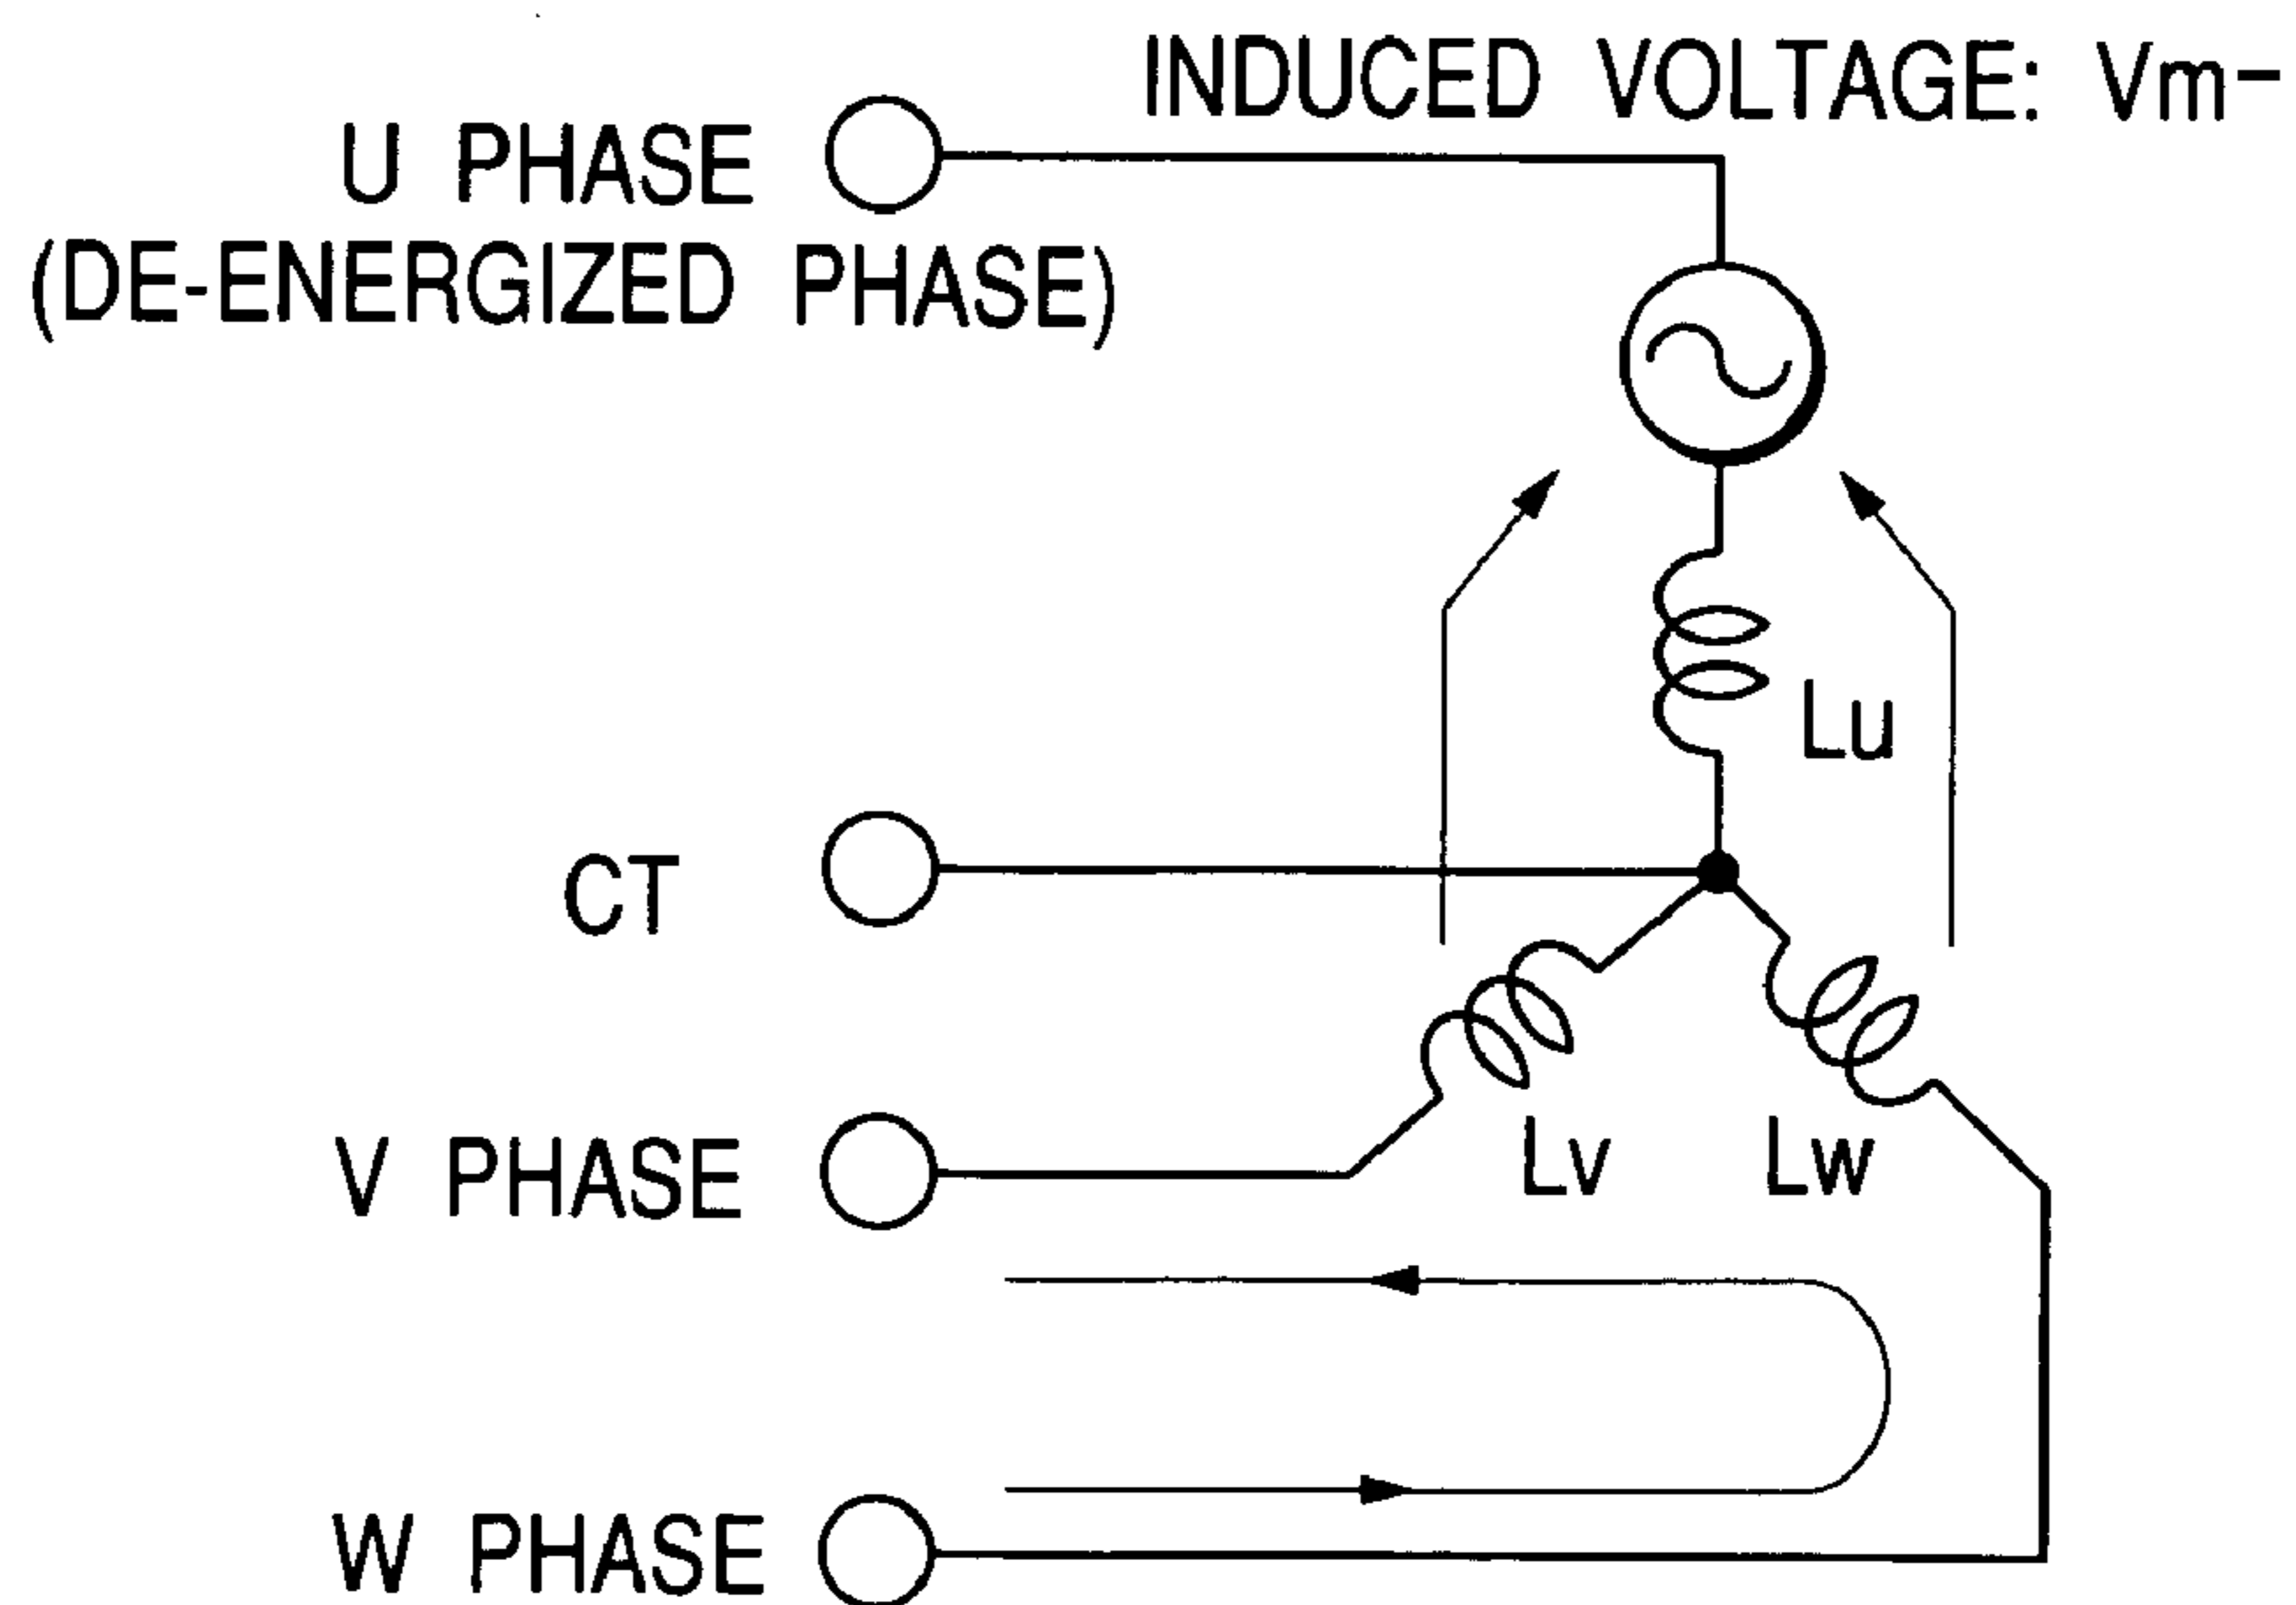 INDUCED VOLTAGE: Vm-
U PHASE
(DE-ENERGIZED PHASE)
Lu
CT
V PHASE
Lv
Lw
W PHASE